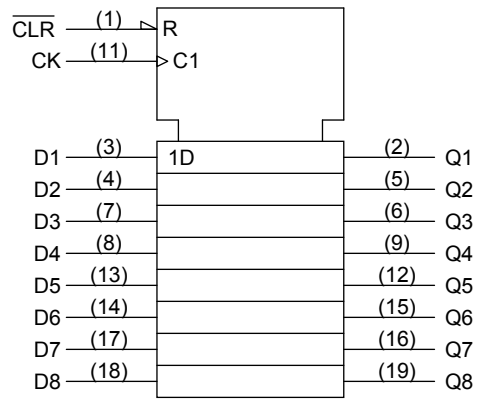 C̅L̅R̅ (1) R
CK (11) C1
D1 (3) 1D (2) Q1
D2 (4) (5) Q2
D3 (7) (6) Q3
D4 (8) (9) Q4
D5 (13) (12) Q5
D6 (14) (15) Q6
D7 (17) (16) Q7
D8 (18) (19) Q8